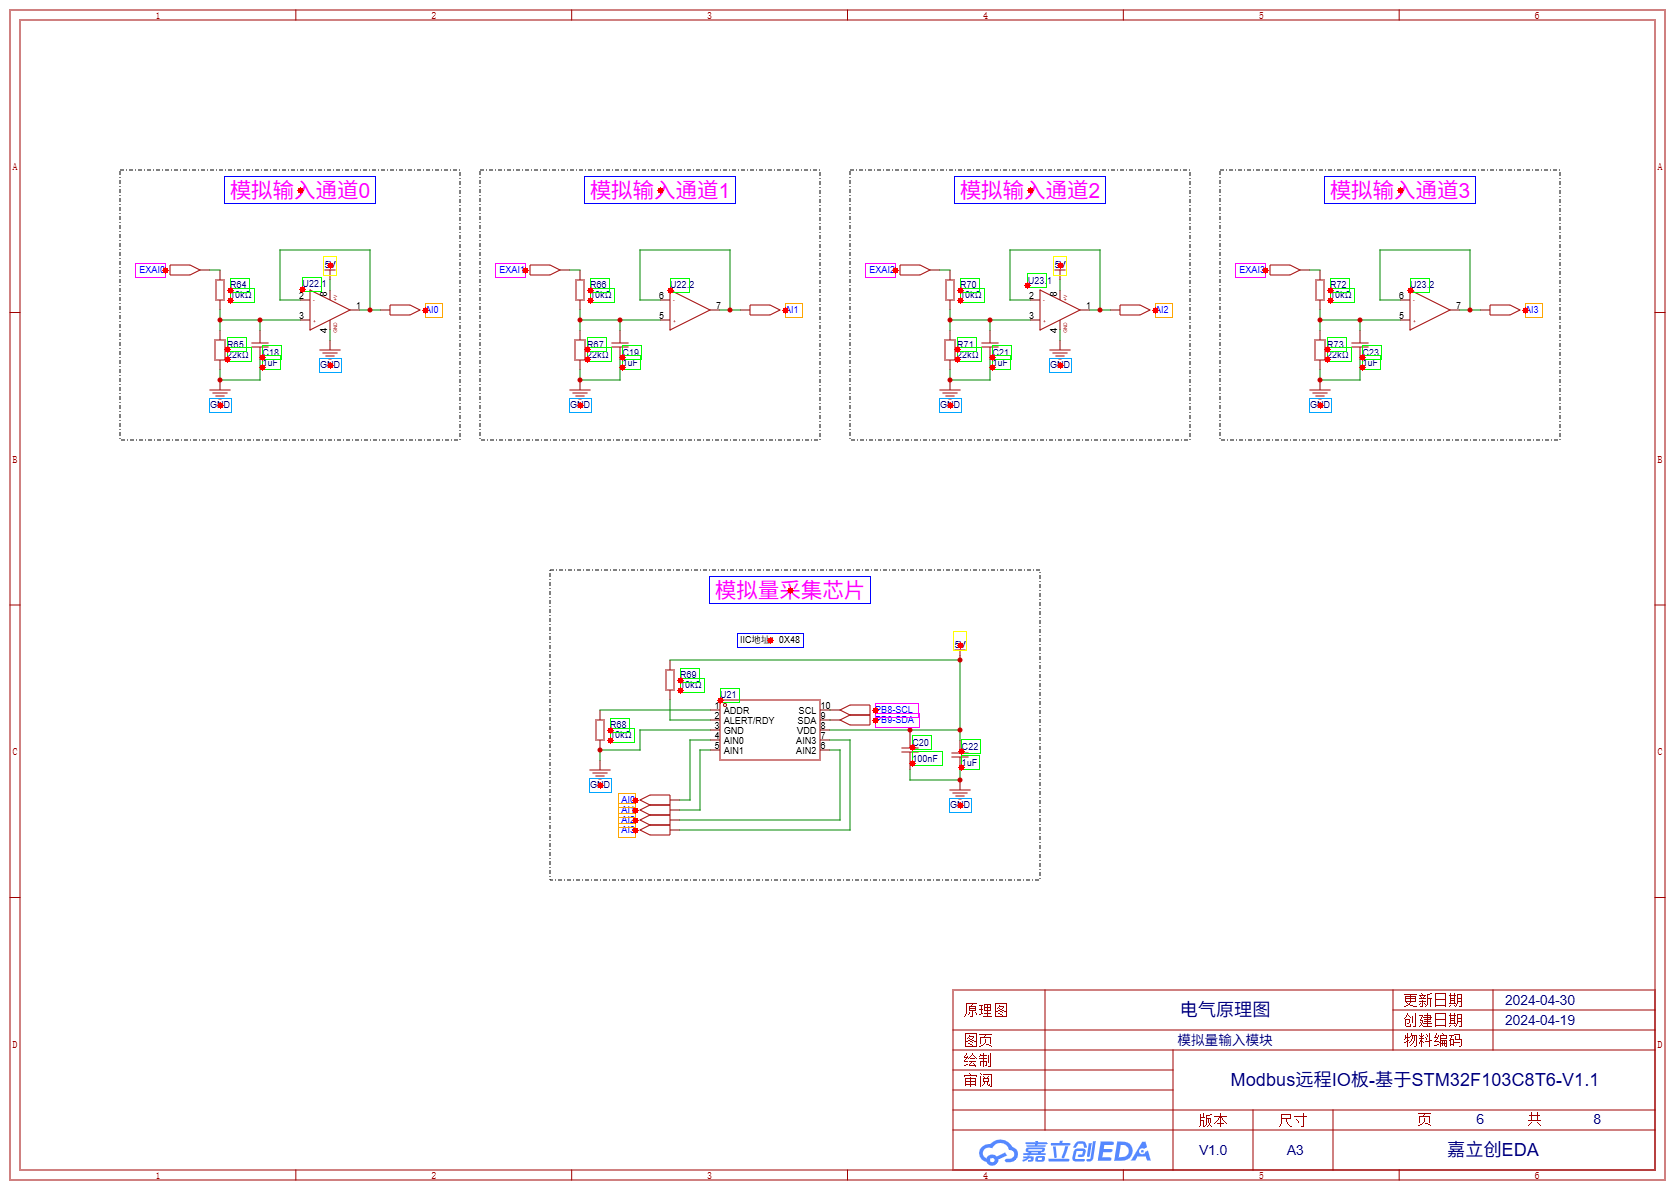 1 2 3 4 5 6
A A
模拟输入通道0 模拟输入通道1 模拟输入通道2 模拟输入通道3
EXAI0 R64 10kΩ U22.1 5V 2 3 8 4 1 AI0 GND
R65 22kΩ C18 1uF GND
EXAI1 R66 10kΩ U22.2 6 5 7 AI1
R67 22kΩ C19 1uF GND
EXAI2 R70 10kΩ U23.1 5V 2 3 8 4 1 AI2 GND
R71 22kΩ C21 1uF GND
EXAI3 R72 10kΩ U23.2 6 5 7 AI3
R73 22kΩ C23 1uF GND
B B
模拟量采集芯片
IIC地址 0X48
5V
R69
10kΩ
U21
R68
10kΩ
1 ADDR SCL 10 PB8-SCL
2 ALERT/RDY SDA 9 PB9-SDA
3 GND VDD 8
4 AIN0 AIN3 7
5 AIN1 AIN2 6
C20
100nF
C22
1uF
C C
GND
GND
AI0
AI1
AI2
AI3
原理图 电气原理图 更新日期 2024-04-30
创建日期 2024-04-19
图页 模拟量输入模块 物料编码
D D
绘制
审阅 Modbus远程IO板-基于STM32F103C8T6-V1.1
版本 尺寸 页 6 共 8
嘉立创EDA V1.0 A3 嘉立创EDA
1 2 3 4 5 6